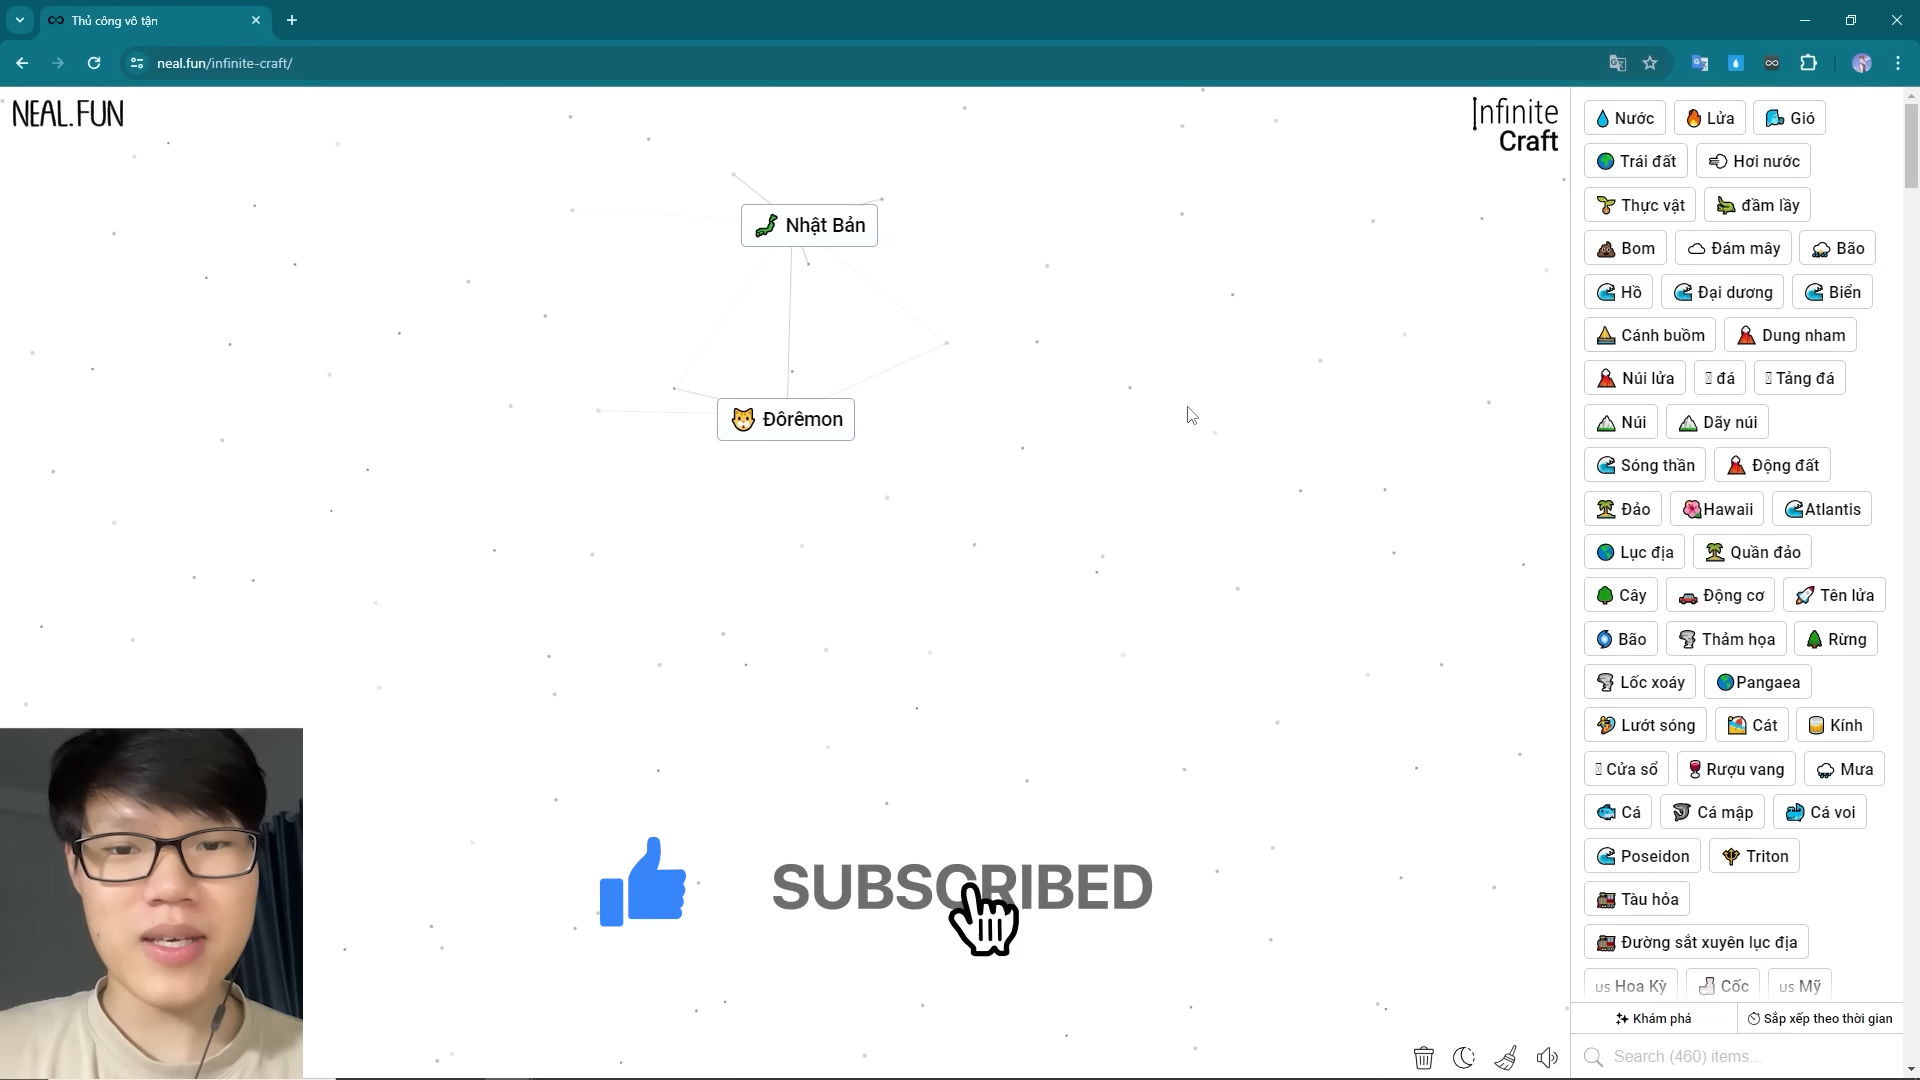 Thủ công vô tận
neal.fun/infinite-craft/
NEAL.FUN
Infinite
Craft
Nhật Bản
Đôrêmon
SUBSCRIBED
Nước Lửa Gió
Trái đất Hơi nước
Thực vật đầm lầy
Bom Đám mây Bão
Hồ Đại dương Biển
Cánh buồm Dung nham
Núi lửa đá Tảng đá
Núi Dãy núi
Sóng thần Động đất
Đảo Hawaii Atlantis
Lục địa Quần đảo
Cây Động cơ Tên lửa
Bão Thảm họa Rừng
Lốc xoáy Pangaea
Lướt sóng Cát Kính
Cửa sổ Rượu vang Mưa
Cá Cá mập Cá voi
Poseidon Triton
Tàu hỏa
Đường sắt xuyên lục địa
US Hoa Kỳ Cốc US Mỹ
Khám phá Sắp xếp theo thời gian
Search (460) items...